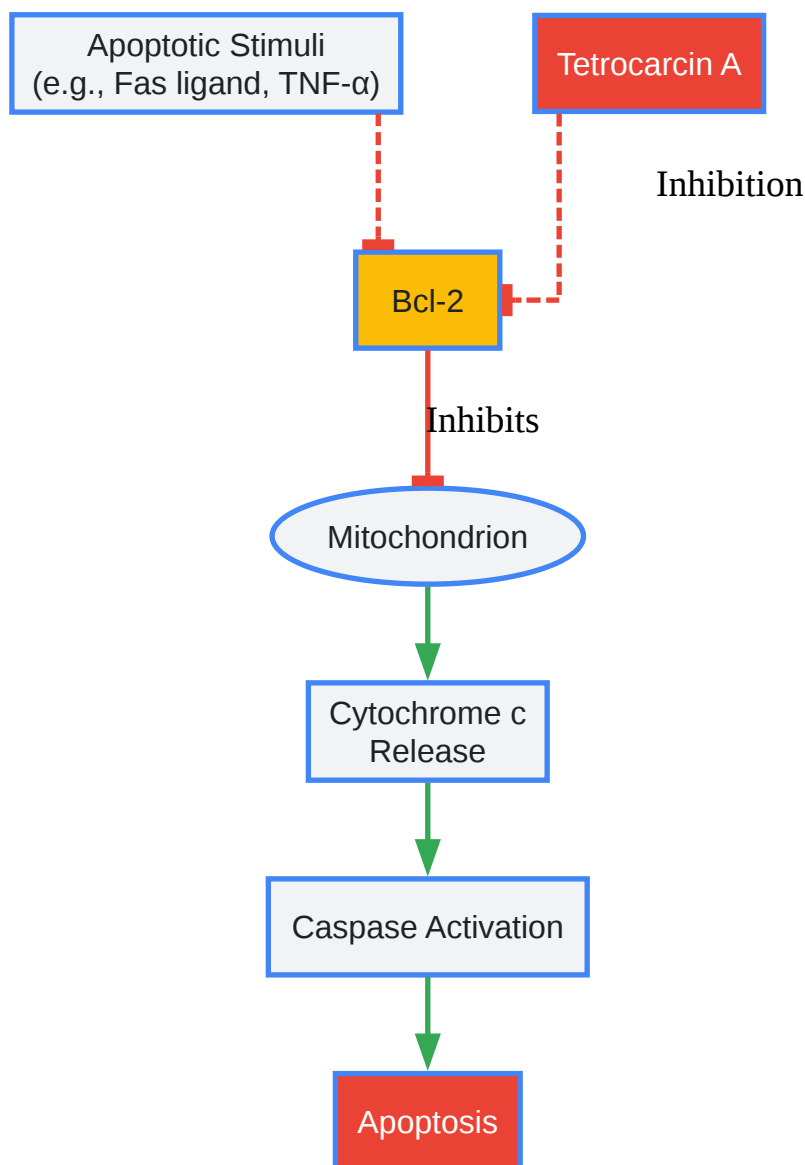 Apoptotic Stimuli
(e.g., Fas ligand, TNF-α)
Tetrocarcin A
Inhibition
Bcl-2
Inhibits
Mitochondrion
Cytochrome c
Release
Caspase Activation
Apoptosis